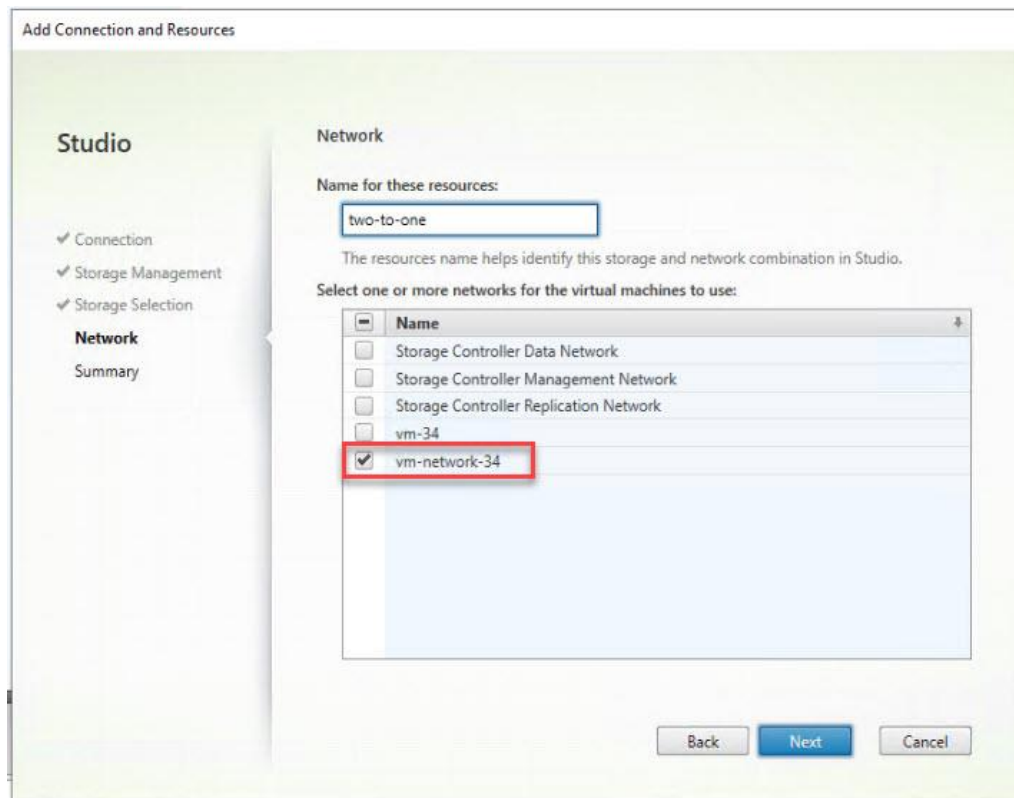 Add Connection and Resources
Studio
Connection
Storage Management
Storage Selection
Network
Summary
Network
Name for these resources:
two-to-one
The resources name helps identify this storage and network combination in Studio.
Select one or more networks for the virtual machines to use:
Name
Storage Controller Data Network
Storage Controller Management Network
Storage Controller Replication Network
vm-34
vm-network-34
Back Next Cancel